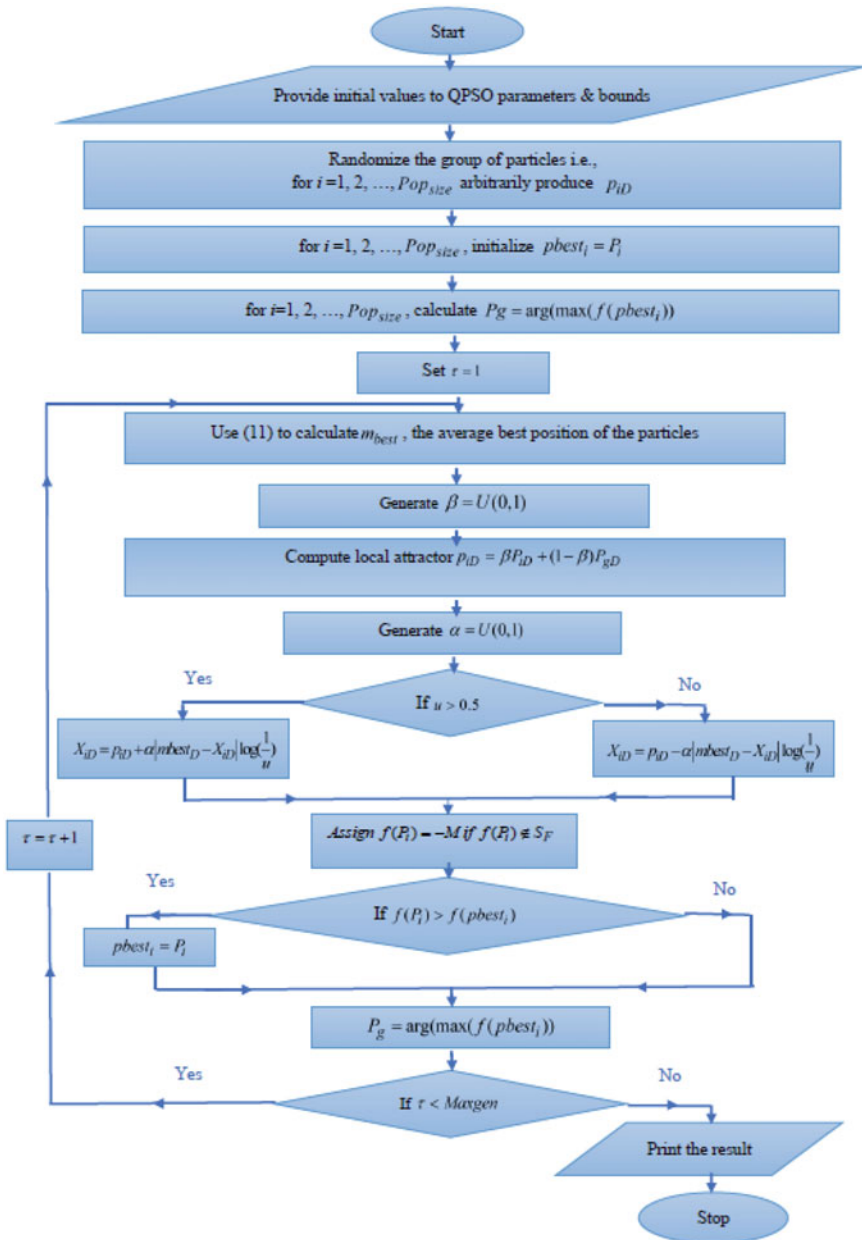 Start
Provide initial values to QPSO parameters & bounds
Randomize the group of particles i.e.,
for i =1, 2, …, Pop_size arbitrarily produce p_iD
for i =1, 2, …, Pop_size , initialize pbest_i = P_i
for i=1, 2, …, Pop_size , calculate Pg = arg(max(f(pbest_i))
Set τ = 1
Use (11) to calculate m_best , the average best position of the particles
Generate β = U(0,1)
Compute local attractor p_iD = βP_iD + (1−β)P_gD
Generate α = U(0,1)
Yes
If u > 0.5
No
X_iD = p_iD + α|mbest_D − X_iD| log(1/u)
X_iD = p_iD − α|mbest_D − X_iD| log(1/u)
Assign f(P_i) = −M if f(P_i) ∉ S_F
τ = τ +1
Yes
If f(P_i) > f(pbest_i)
No
pbest_i = P_i
P_g = arg(max(f(pbest_i))
Yes
If τ < Maxgen
No
Print the result
Stop